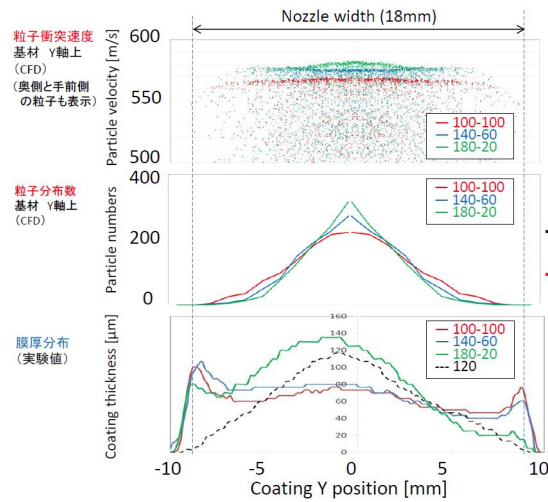 Nozzle width (18mm)
粒子衝突速度
基材 Y軸上
(CFD)
(奥側と手前側
の粒子も表示)
Particle velocity [m/s]
600
550
500
100-100
140-60
180-20
粒子分布数
基材 Y軸上
(CFD)
Particle numbers
400
200
0
100-100
140-60
180-20
膜厚分布
(実験値)
Coating thickness [μm]
160
140
120
100
80
60
40
20
0
100-100
140-60
180-20
120
-10
-5
0
5
10
Coating Y position [mm]